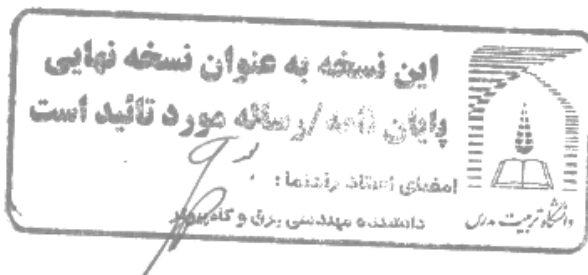 این نسخه به عنوان نسخه نهایی
پایان نامه/رساله مورد تائید است
امضای استاد راهنما :
دانشکده مهندسی برق و کامپیوتر
دانشگاه تربیت مدرس